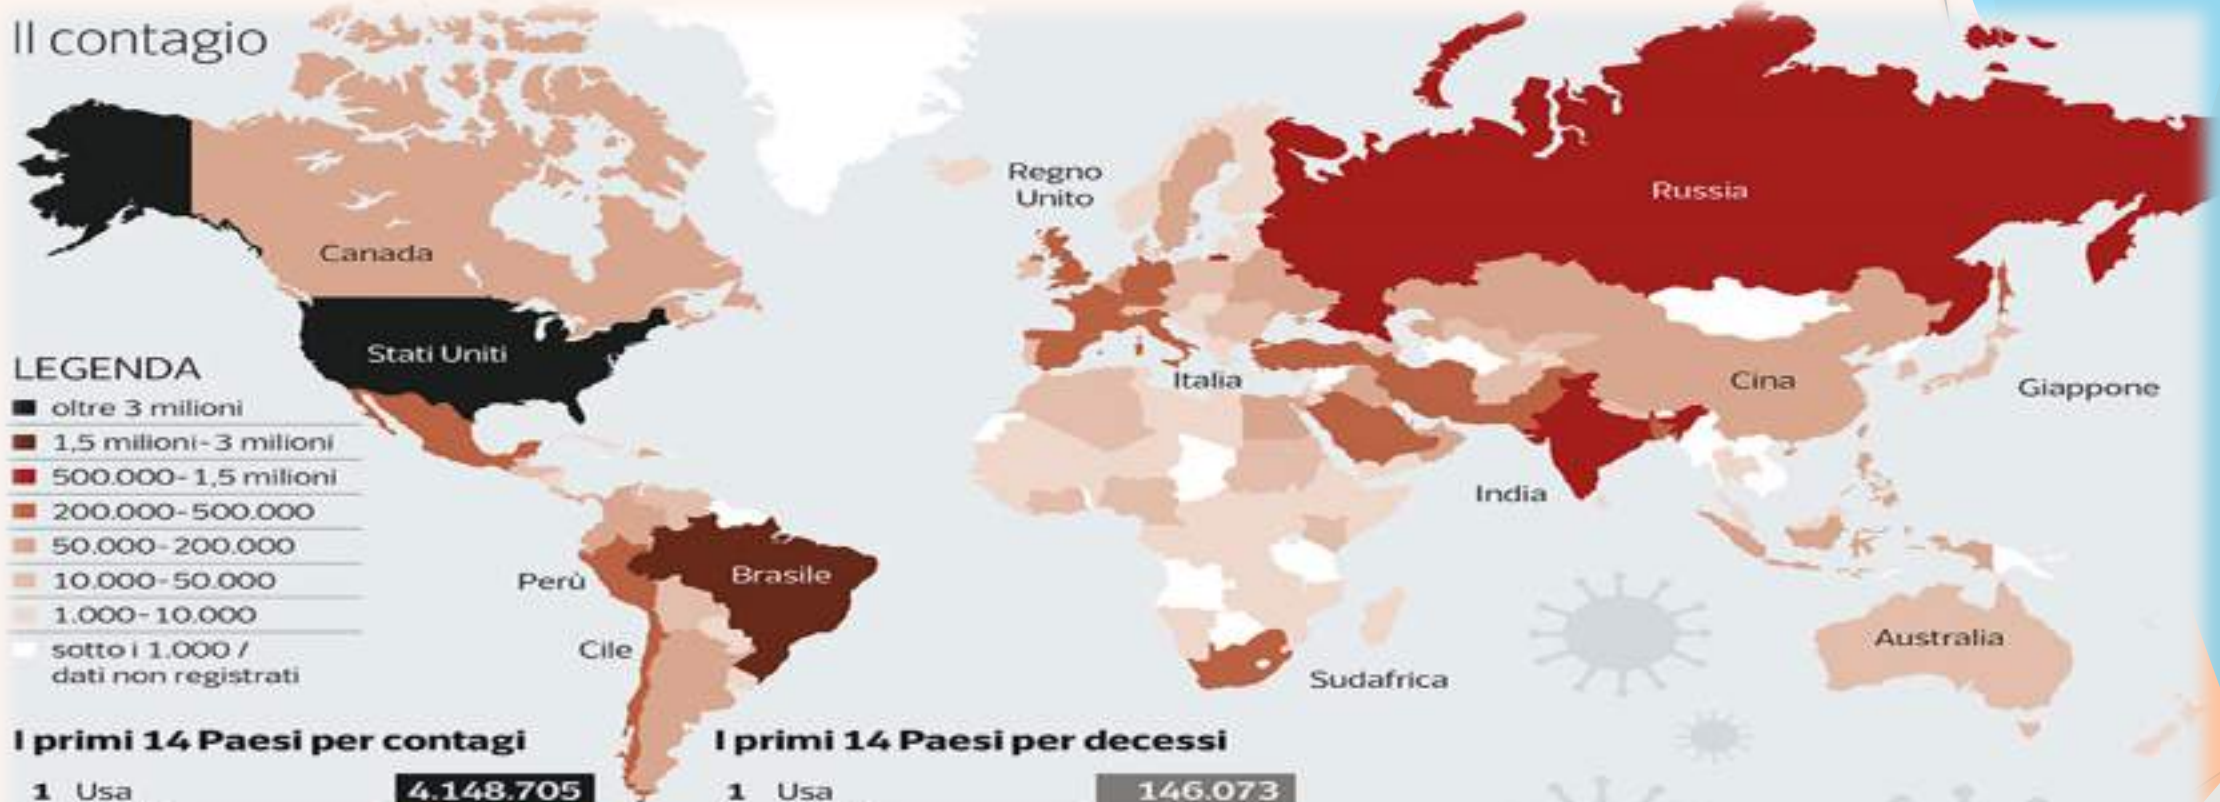 Il contagio
Regno
Unito
Russia
Canada
Stati Uniti
Italia
Cina
Giappone
India
LEGENDA
oltre 3 milioni
1,5 milioni-3 milioni
500.000-1,5 milioni
200.000-500.000
50.000-200.000
10.000-50.000
1.000-10.000
sotto i 1.000 /
dati non registrati
Perù
Brasile
Cile
Sudafrica
Australia
I primi 14 Paesi per contagi
1 Usa 4.148.705
I primi 14 Paesi per decessi
1 Usa 146.073